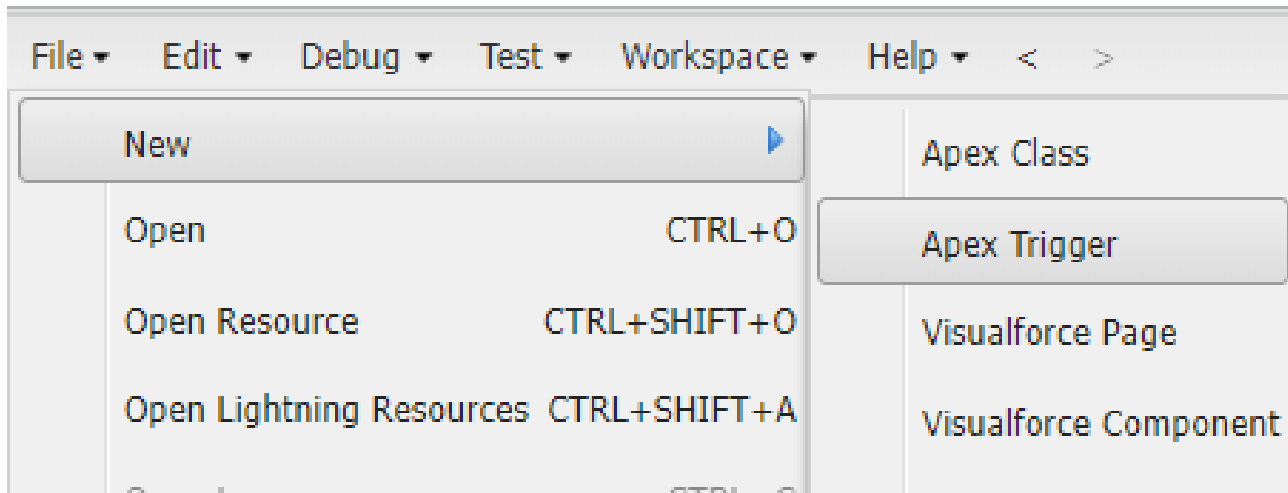 File Edit Debug Test Workspace Help < >
New
Open CTRL+O
Open Resource CTRL+SHIFT+O
Open Lightning Resources CTRL+SHIFT+A
Apex Class
Apex Trigger
Visualforce Page
Visualforce Component